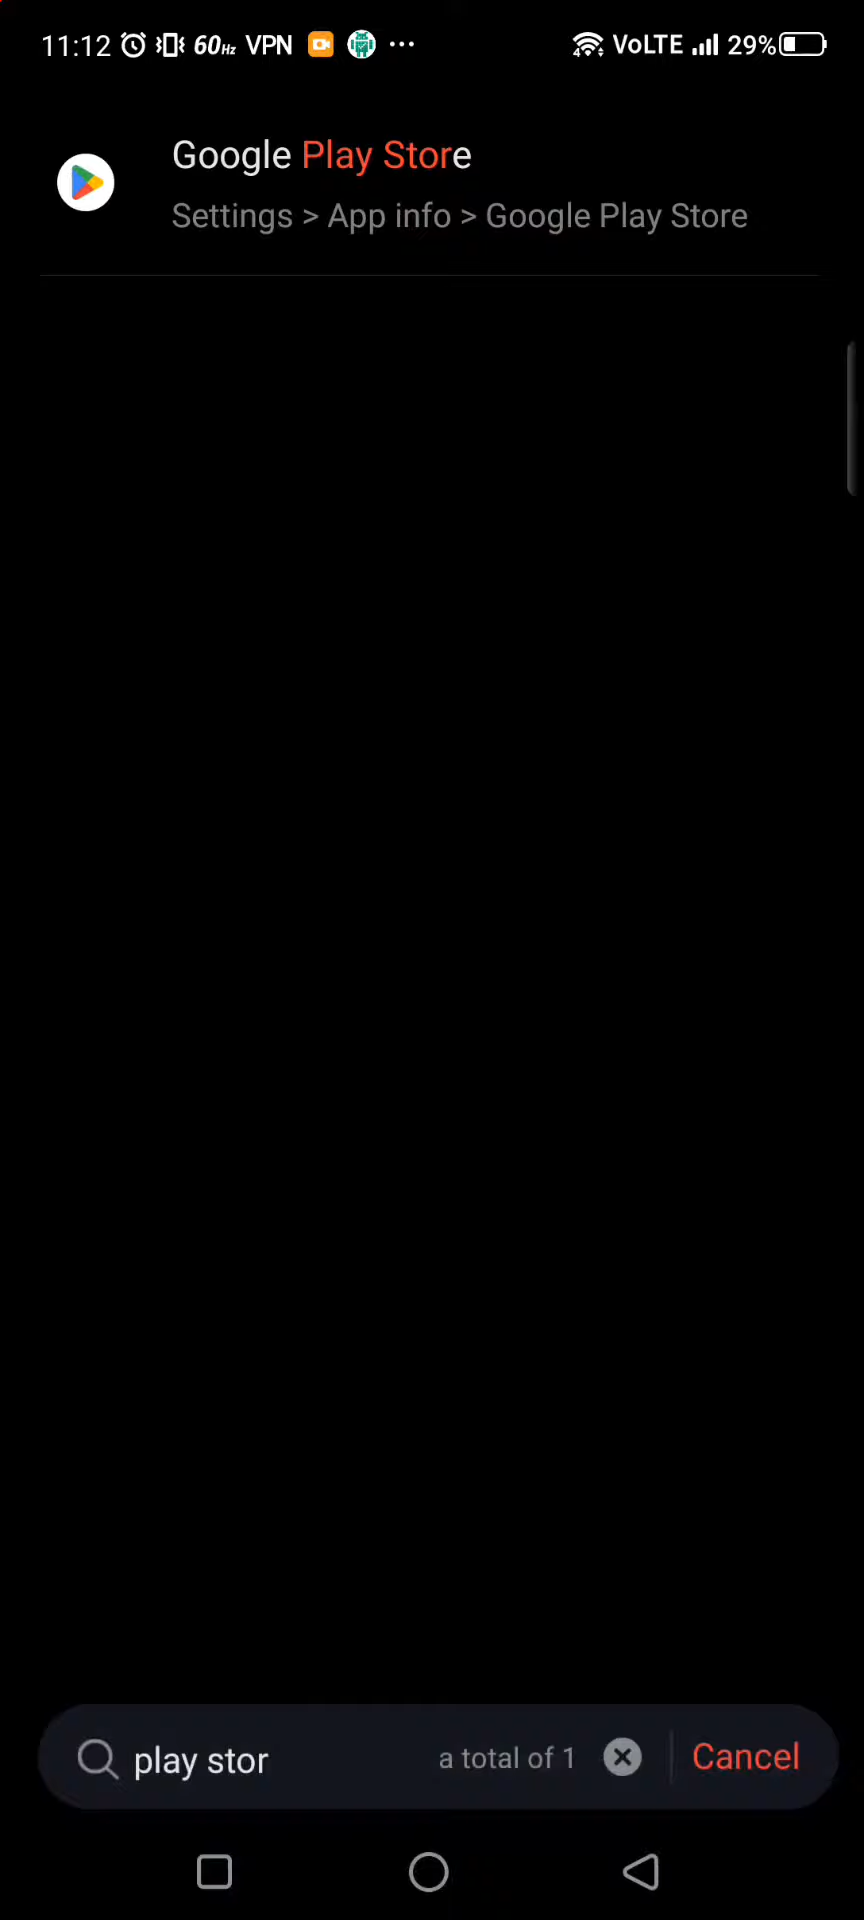 11:12 60Hz VPN ... VoLTE 29%
Google Play Store
Settings > App info > Google Play Store
play stor a total of 1 Cancel